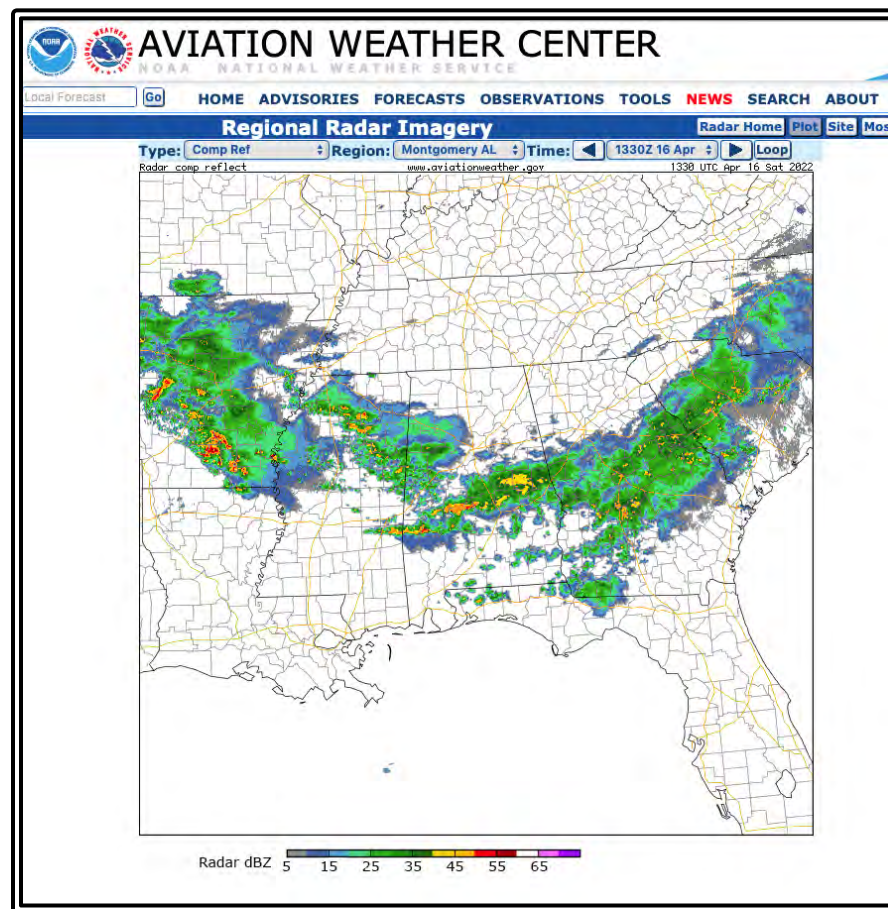 AVIATION WEATHER CENTER
NOAA NATIONAL WEATHER SERVICE
Local Forecast Go HOME ADVISORIES FORECASTS OBSERVATIONS TOOLS NEWS SEARCH ABOUT
Regional Radar Imagery Radar Home Plot Site Mos
Type: Comp Ref Region: Montgomery AL Time: 1330Z 16 Apr Loop
Radar comp reflect www.aviationweather.gov 1330 UTC Apr 16 Sat 2022
Radar dBZ 5 15 25 35 45 55 65